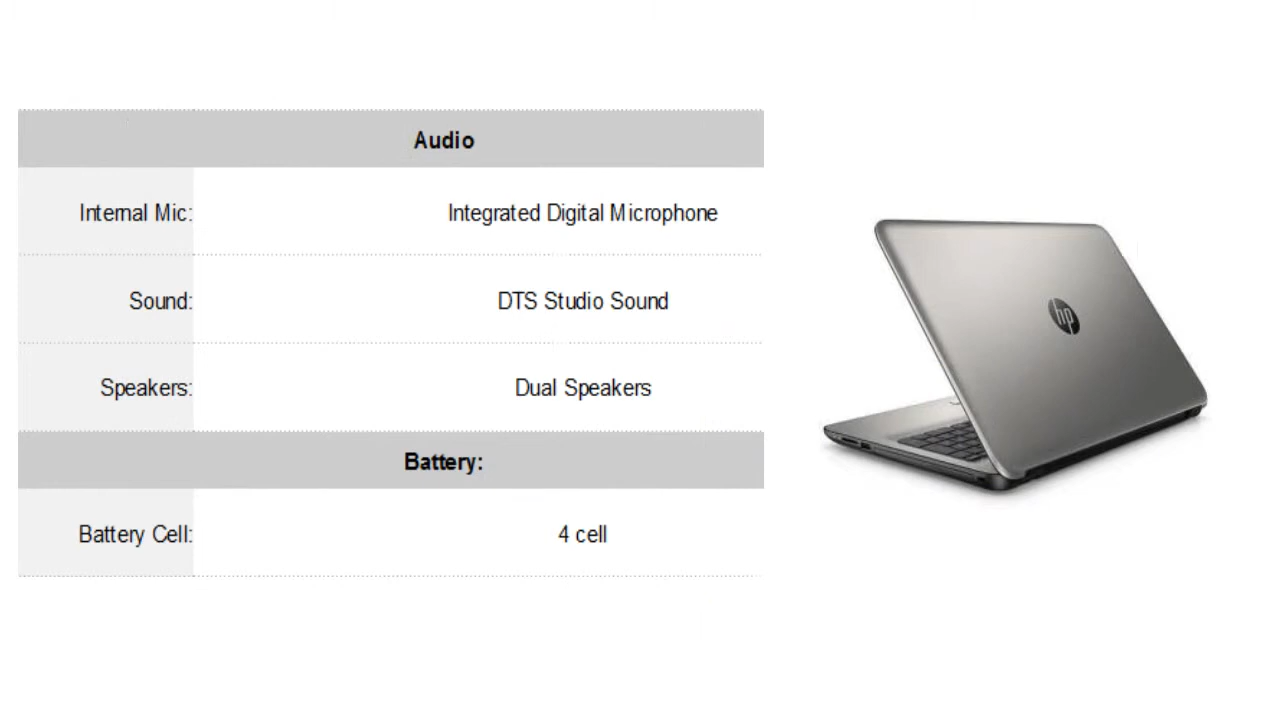 Audio
Internal Mic: Integrated Digital Microphone
Sound: DTS Studio Sound
Speakers: Dual Speakers
Battery:
Battery Cell: 4 cell
hp